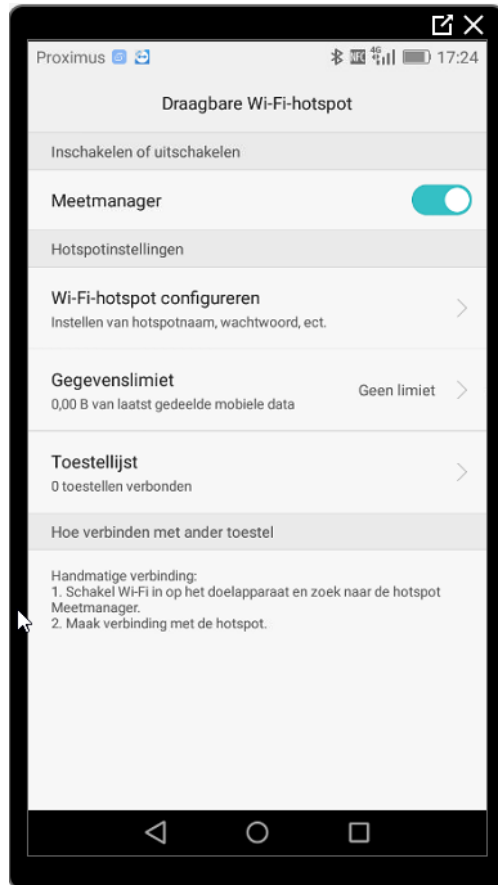 Proximus 4G 17:24
Draagbare Wi-Fi-hotspot
Inschakelen of uitschakelen
Meetmanager
Hotspotinstellingen
Wi-Fi-hotspot configureren
Instellen van hotspotnaam, wachtwoord, ect.
Gegevenslimiet
0,00 B van laatst gedeelde mobiele data Geen limiet
Toestellijst
0 toestellen verbonden
Hoe verbinden met ander toestel
Handmatige verbinding:
1. Schakel Wi-Fi in op het doelapparaat en zoek naar de hotspot
Meetmanager.
2. Maak verbinding met de hotspot.